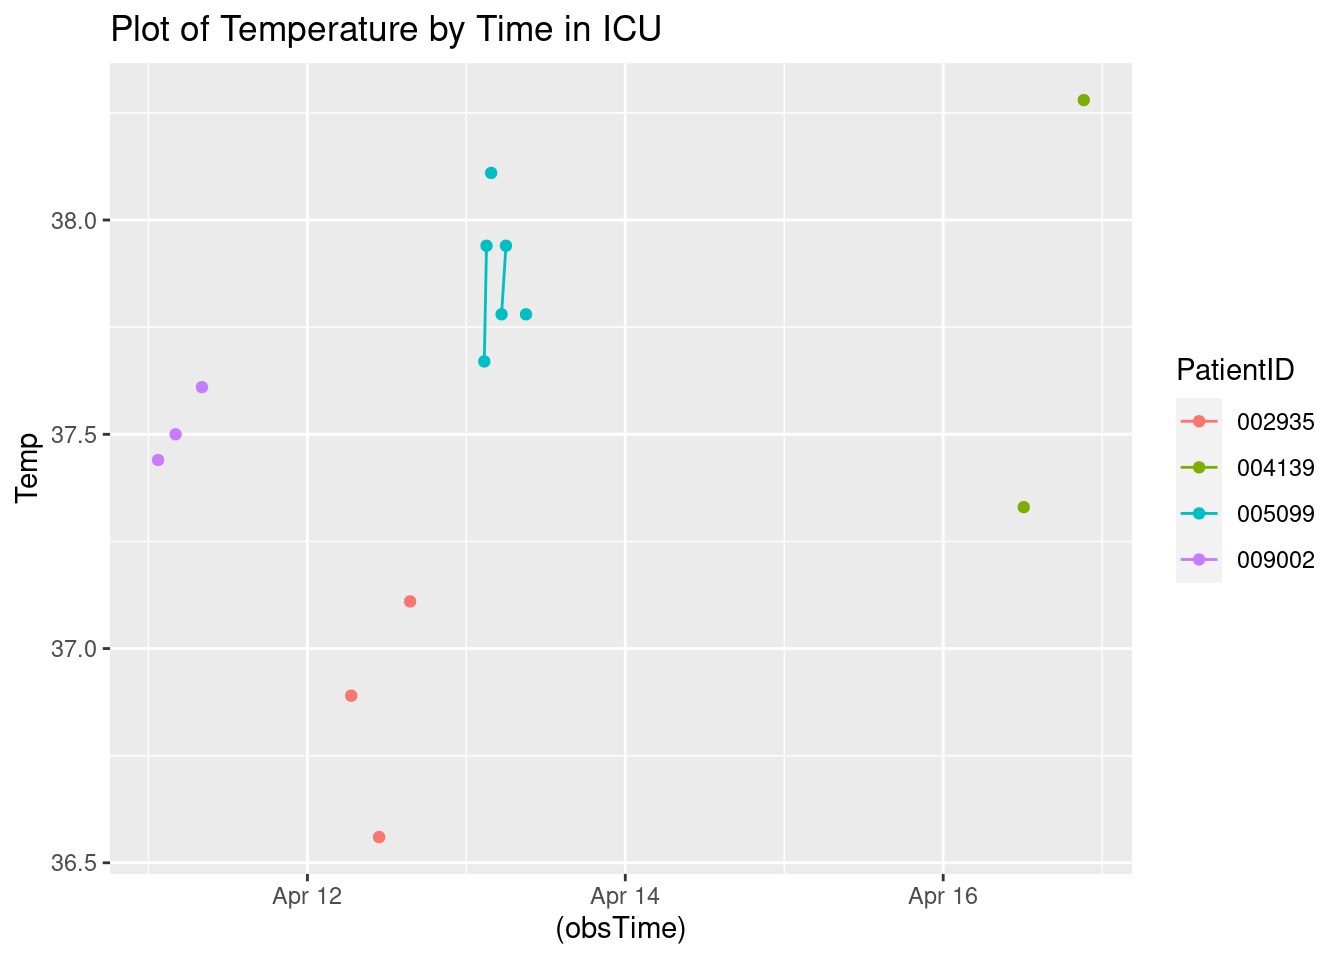 Plot of Temperature by Time in ICU
38.0
37.5
37.0
36.5
Temp
Apr 12
Apr 14
Apr 16
(obsTime)
PatientID
002935
004139
005099
009002